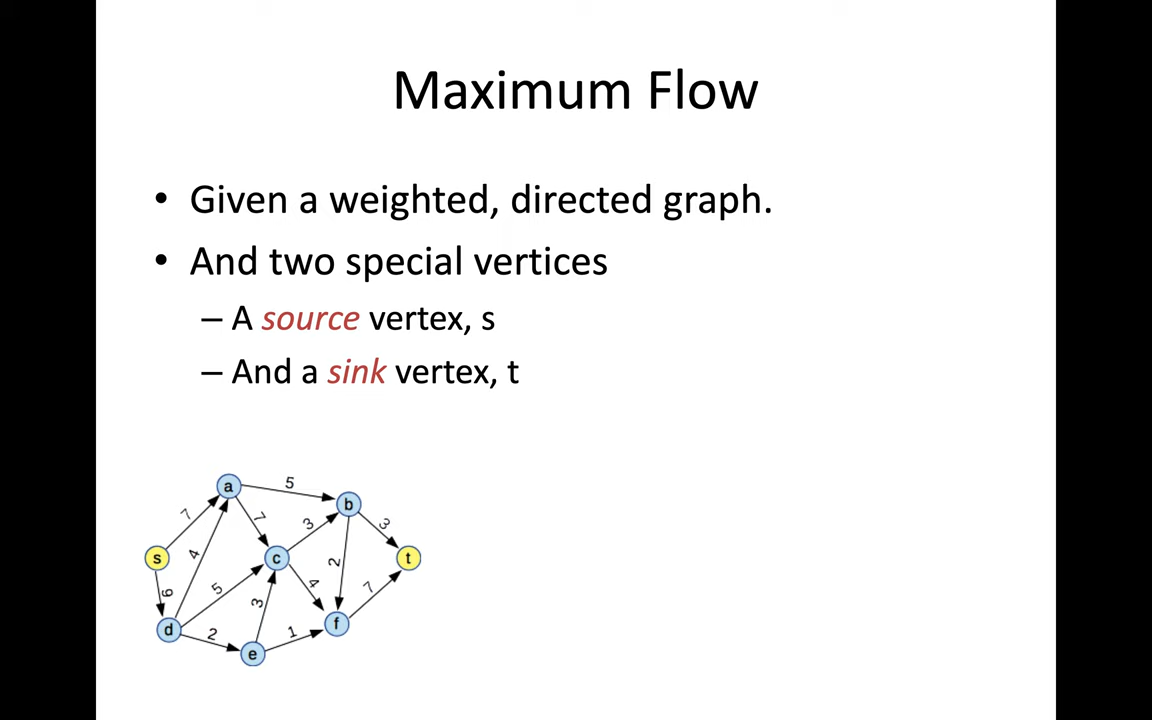 Maximum Flow
• Given a weighted, directed graph.
• And two special vertices
– A source vertex, s
– And a sink vertex, t
a
5
b
7
7
3
3
s
4
c
2
t
6
5
4
7
3
d
2
1
f
e